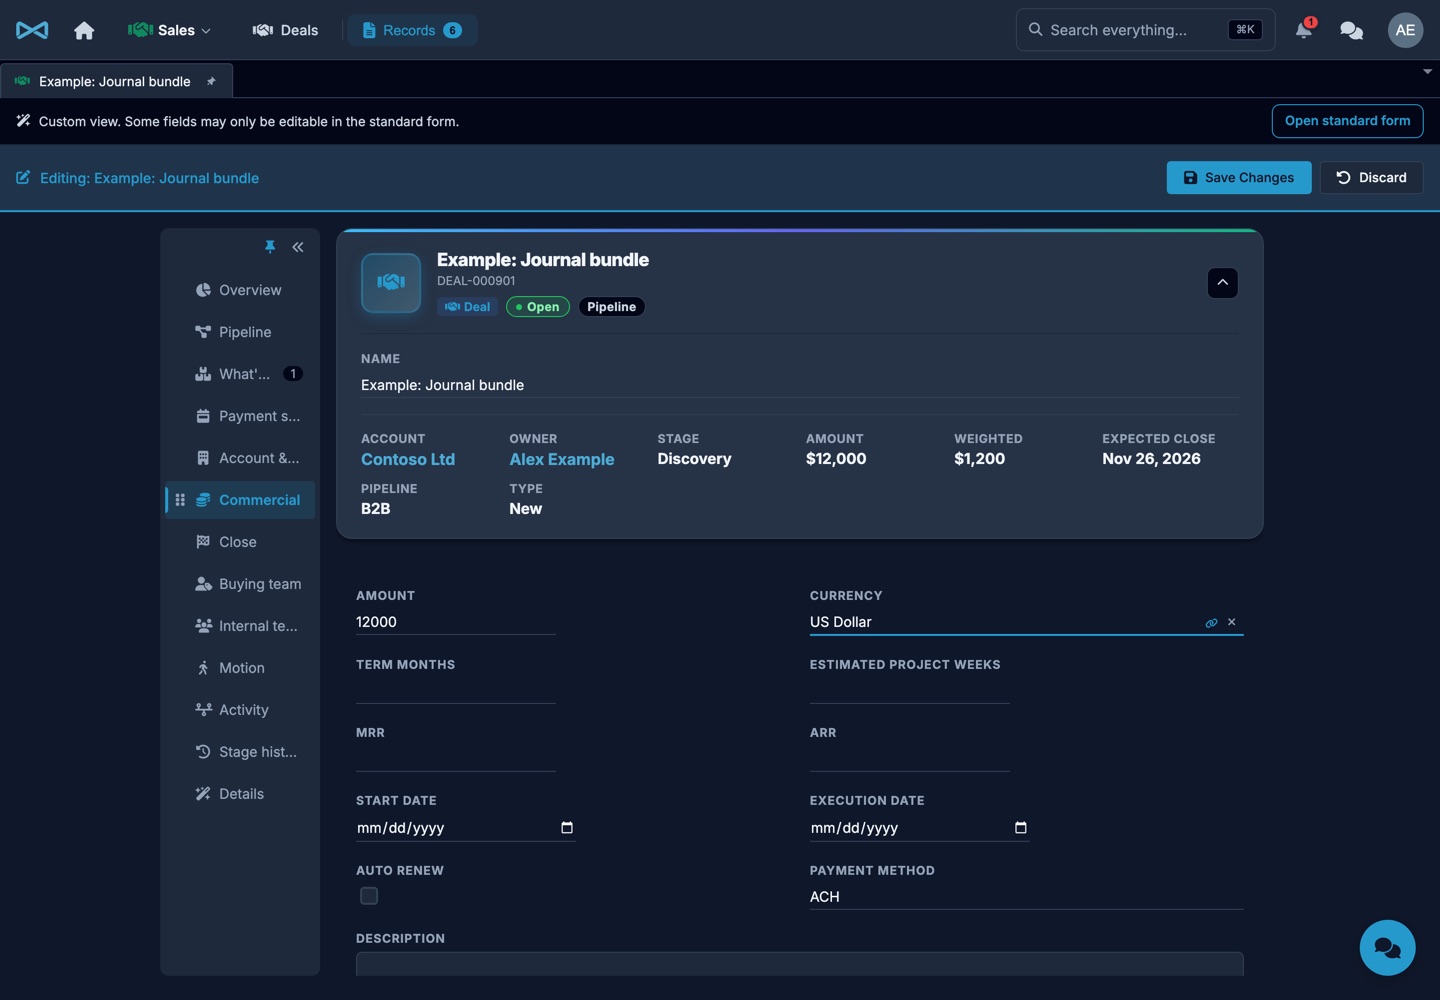 Sales
Deals
Records 6
Search everything... ⌘K
1
AE
Example: Journal bundle
Custom view. Some fields may only be editable in the standard form.
Open standard form
Editing: Example: Journal bundle
Save Changes
Discard
Overview
Pipeline
What'... 1
Payment s...
Account &...
Commercial
Close
Buying team
Internal te...
Motion
Activity
Stage hist...
Details
Example: Journal bundle
DEAL-000901
Deal Open Pipeline
NAME
Example: Journal bundle
ACCOUNT OWNER STAGE AMOUNT WEIGHTED EXPECTED CLOSE
Contoso Ltd Alex Example Discovery $12,000 $1,200 Nov 26, 2026
PIPELINE TYPE
B2B New
AMOUNT CURRENCY
12000 US Dollar
TERM MONTHS ESTIMATED PROJECT WEEKS
MRR ARR
START DATE EXECUTION DATE
mm/dd/yyyy mm/dd/yyyy
AUTO RENEW PAYMENT METHOD
ACH
DESCRIPTION